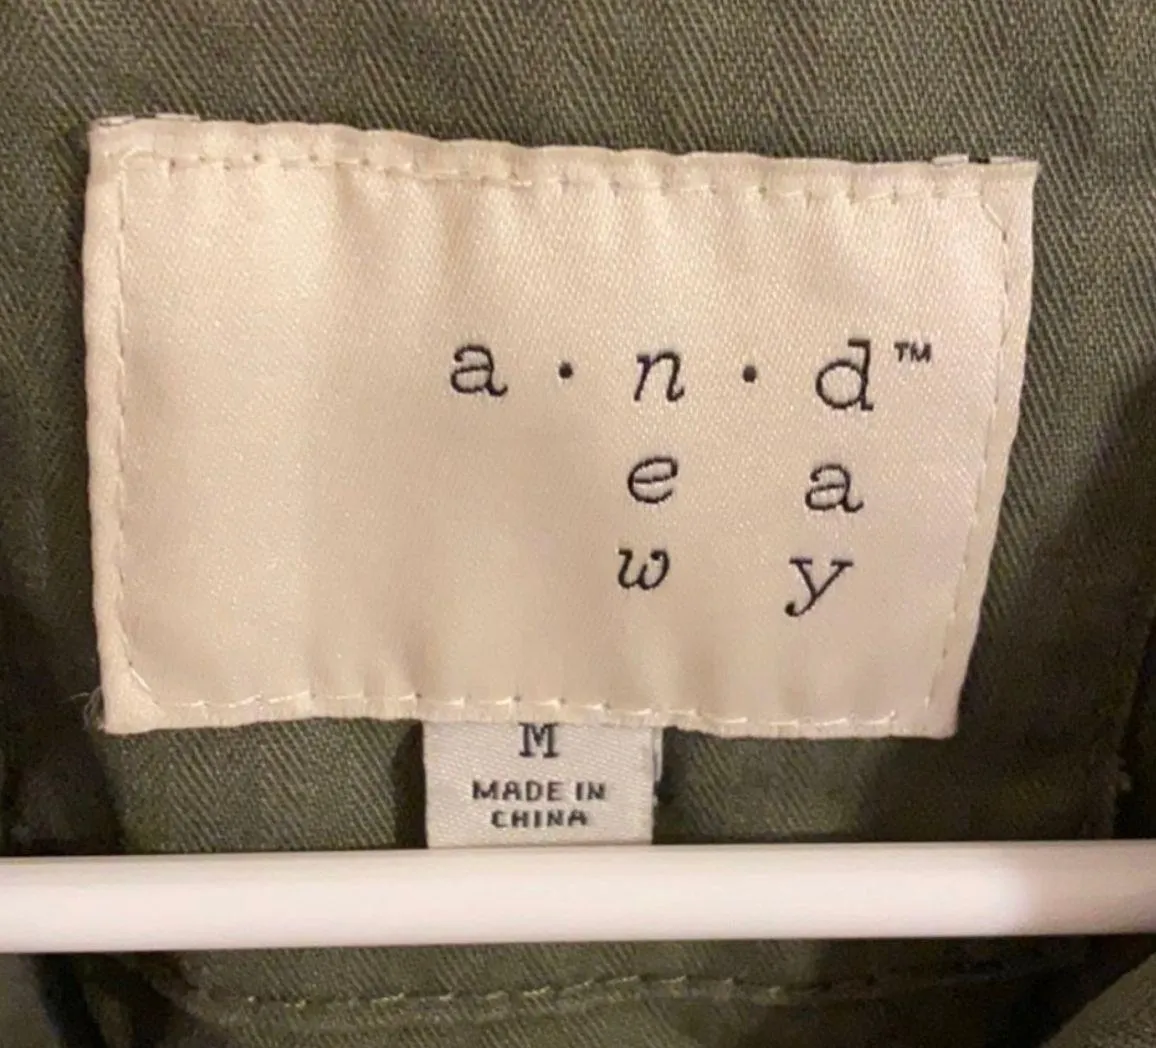 a · n · d™
e a
w y
M
MADE IN
CHINA